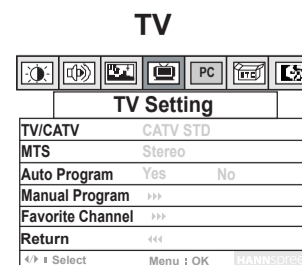 TV
PC
TV Setting
TV/CATV CATV STD
MTS Stereo
Auto Program Yes No
Manual Program
Favorite Channel
Return
Select Menu : OK HANNspree